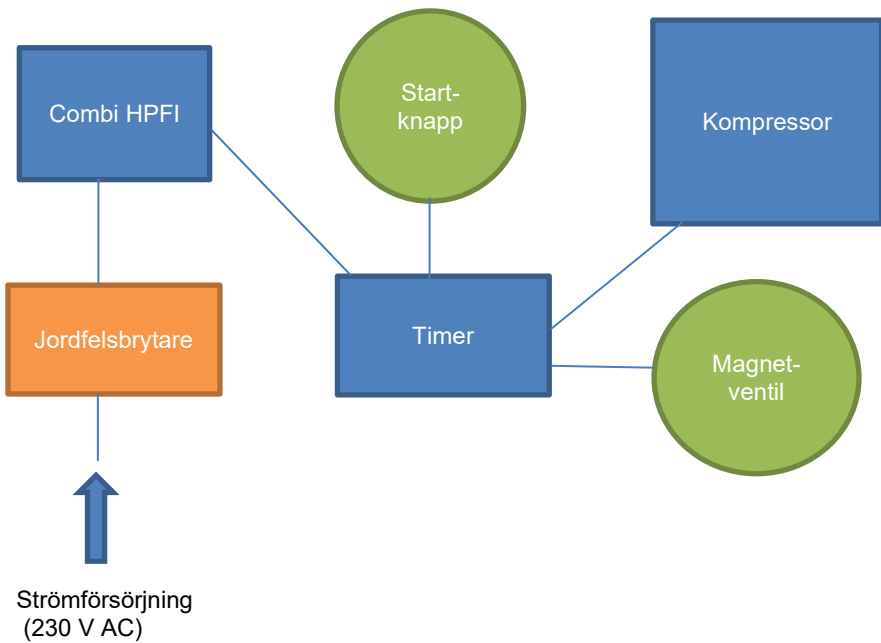 Combi HPFI
Start-
knapp
Kompressor
Jordfelsbrytare
Timer
Magnet-
ventil
Strömförsörjning
(230 V AC)